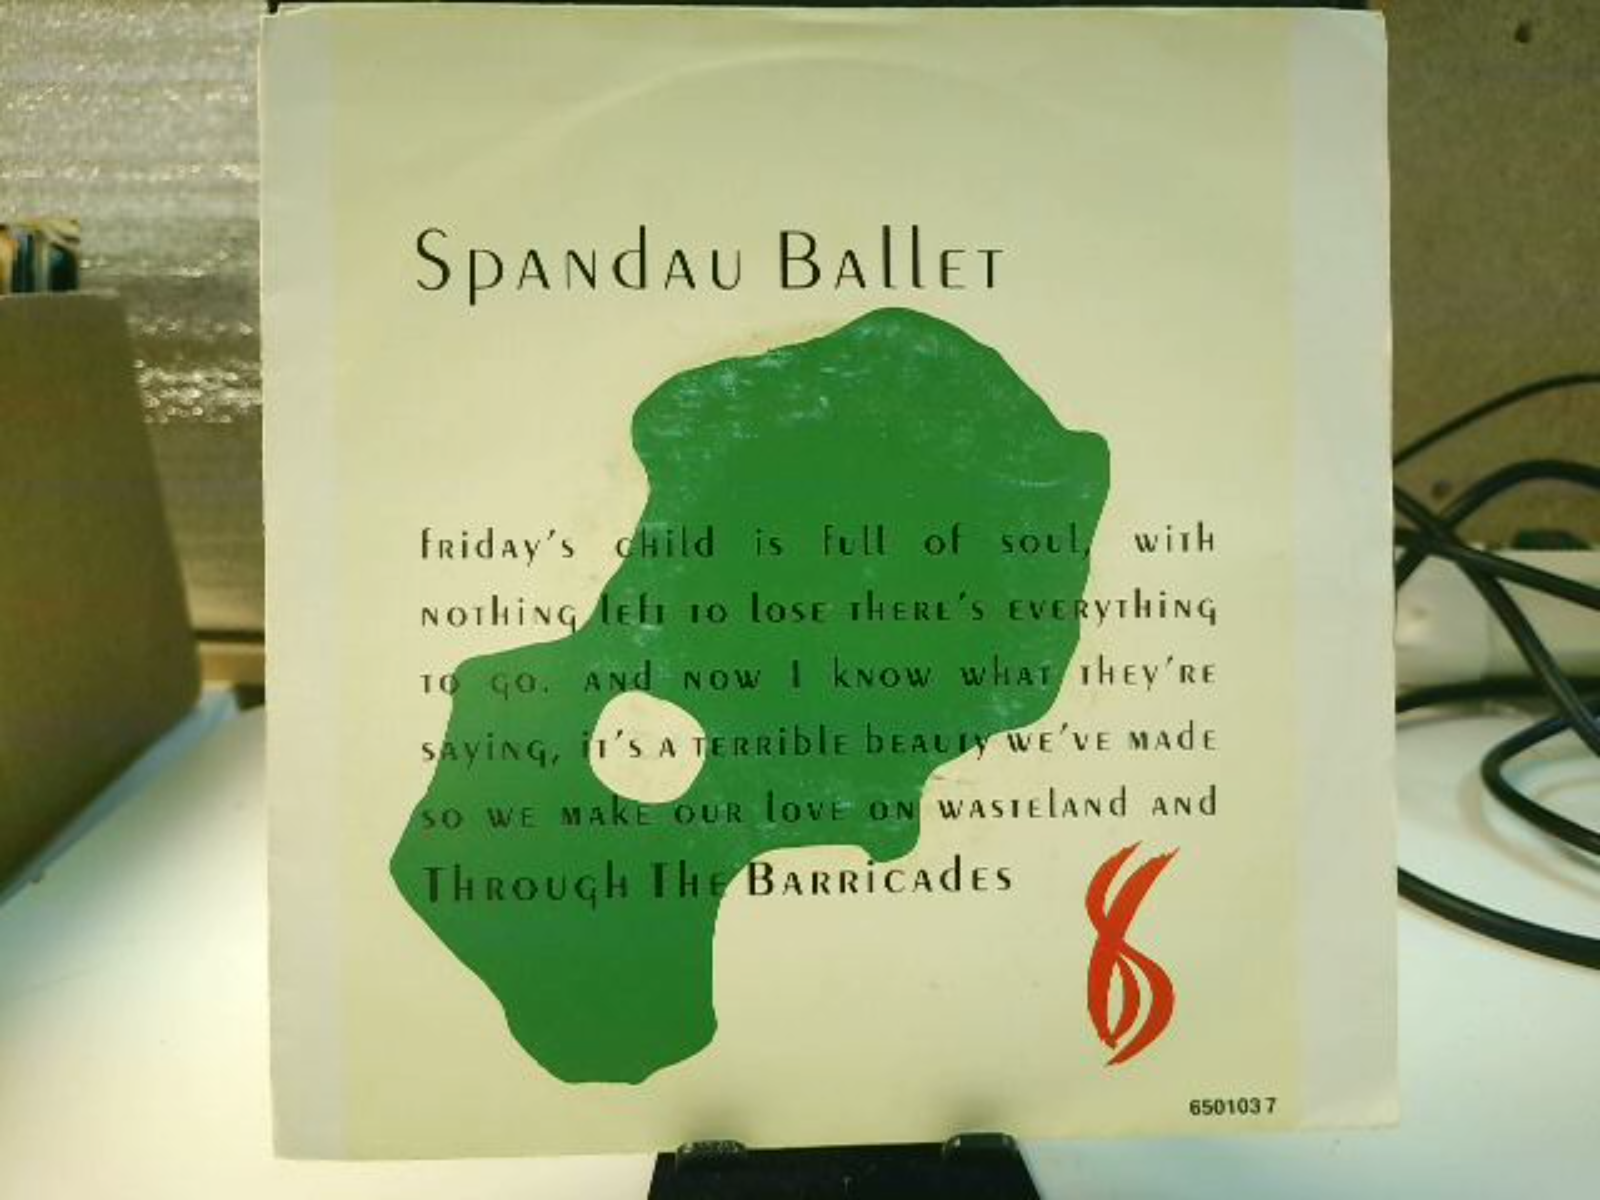 Spandau Ballet
friday's child is full of soul, with
nothing left to lose there's everything
to go. and now I know what they're
saying, it's a terrible beauty we've made
so we make our love on wasteland and
Through The Barricades
650103 7